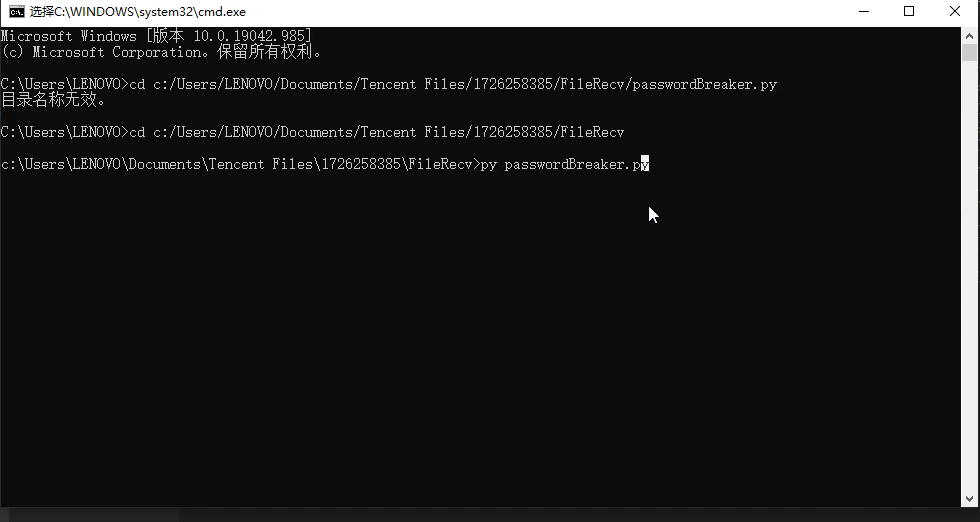 选择C:\WINDOWS\system32\cmd.exe
Microsoft Windows [版本 10.0.19042.985]
(c) Microsoft Corporation。保留所有权利。
C:\Users\LENOVO>cd c:/Users/LENOVO/Documents/Tencent Files/1726258385/FileRecv/passwordBreaker.py
目录名称无效。
C:\Users\LENOVO>cd c:/Users/LENOVO/Documents/Tencent Files/1726258385/FileRecv
c:\Users\LENOVO\Documents\Tencent Files\1726258385\FileRecv>py passwordBreaker.py